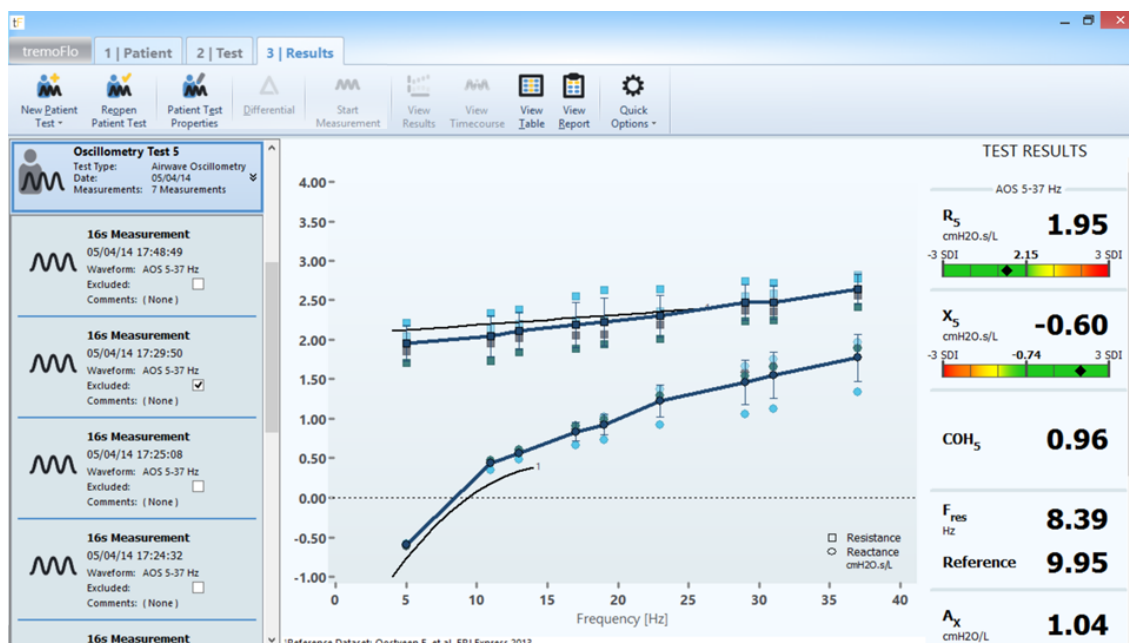 tF
tremoFlo
1 | Patient
2 | Test
3 | Results
New Patient
Test
Reopen
Patient Test
Patient Test
Properties
Differential
Start
Measurement
View
Results
View
Timecourse
View
Table
View
Report
Quick
Options
Oscillometry Test 5
Test Type: Airwave Oscillometry
Date: 05/04/14
Measurements: 7 Measurements
16s Measurement
05/04/14 17:48:49
Waveform: AOS 5-37 Hz
Excluded:
Comments: (None)
16s Measurement
05/04/14 17:29:50
Waveform: AOS 5-37 Hz
Excluded:
Comments: (None)
16s Measurement
05/04/14 17:25:08
Waveform: AOS 5-37 Hz
Excluded:
Comments: (None)
16s Measurement
05/04/14 17:24:32
Waveform: AOS 5-37 Hz
Excluded:
Comments: (None)
16s Measurement
4.00
3.50
3.00
2.50
2.00
1.50
1.00
0.50
0.00
-0.50
-1.00
0 5 10 15 20 25 30 35 40
Frequency [Hz]
1
Resistance
Reactance
cmH2O.s/L
¹Reference Dataset: Oostveen E, et al. ERJ Express 2013
TEST RESULTS
AOS 5-37 Hz
R5 1.95
cmH2O.s/L
-3 SDI 2.15 3 SDI
X5 -0.60
cmH2O.s/L
-3 SDI -0.74 3 SDI
COH5 0.96
Fres 8.39
Hz
Reference 9.95
AX 1.04
cmH2O/L